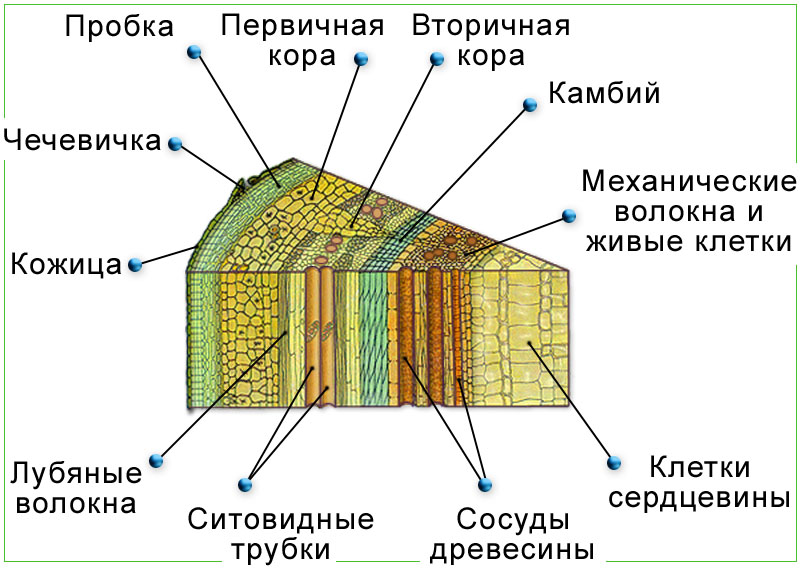 Пробка
Первичная
кора
Вторичная
кора
Камбий
Чечевичка
Механические
волокна и
живые клетки
Кожица
Лубяные
волокна
Ситовидные
трубки
Сосуды
древесины
Клетки
сердцевины